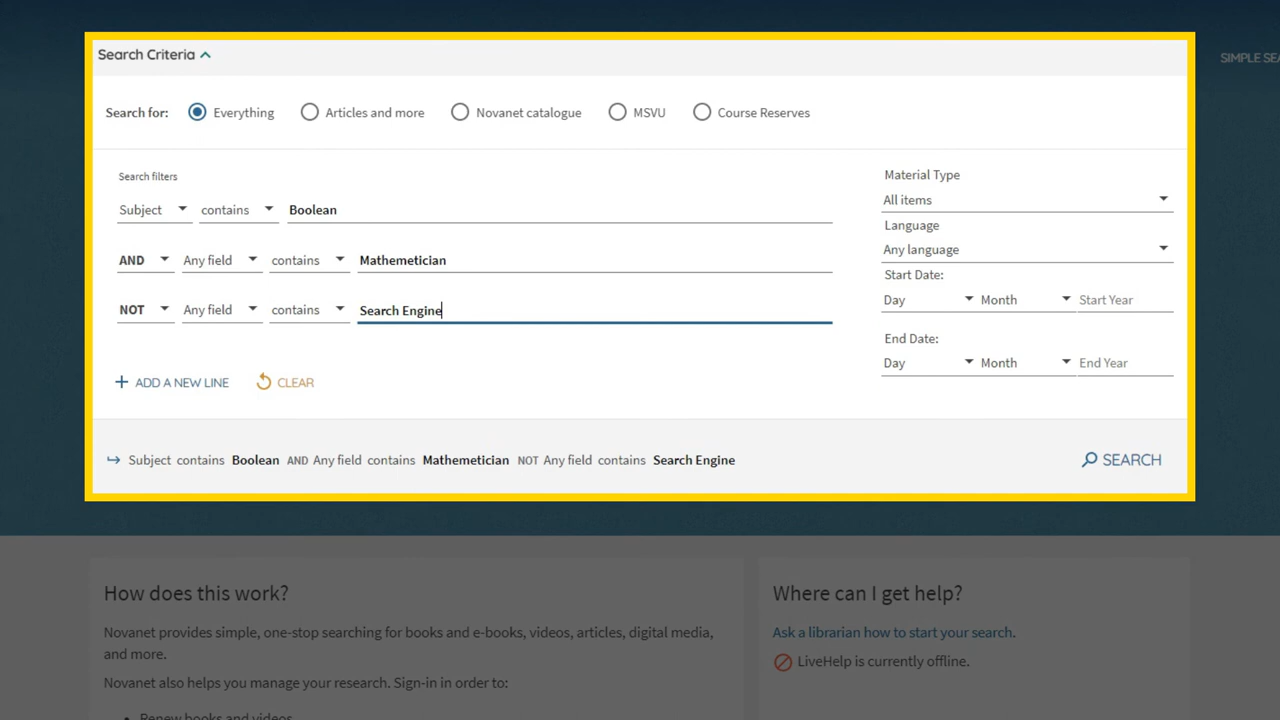 Search Criteria
SIMPLE SEA
Search for: Everything Articles and more Novanet catalogue MSVU Course Reserves
Search filters
Subject contains Boolean
AND Any field contains Mathemetician
NOT Any field contains Search Engine
+ ADD A NEW LINE CLEAR
Material Type
All items
Language
Any language
Start Date:
Day Month Start Year
End Date:
Day Month End Year
Subject contains Boolean AND Any field contains Mathemetician NOT Any field contains Search Engine
SEARCH
How does this work?
Novanet provides simple, one-stop searching for books and e-books, videos, articles, digital media,
and more.
Novanet also helps you manage your research. Sign-in in order to:
• Renew books and videos
Where can I get help?
Ask a librarian how to start your search.
LiveHelp is currently offline.